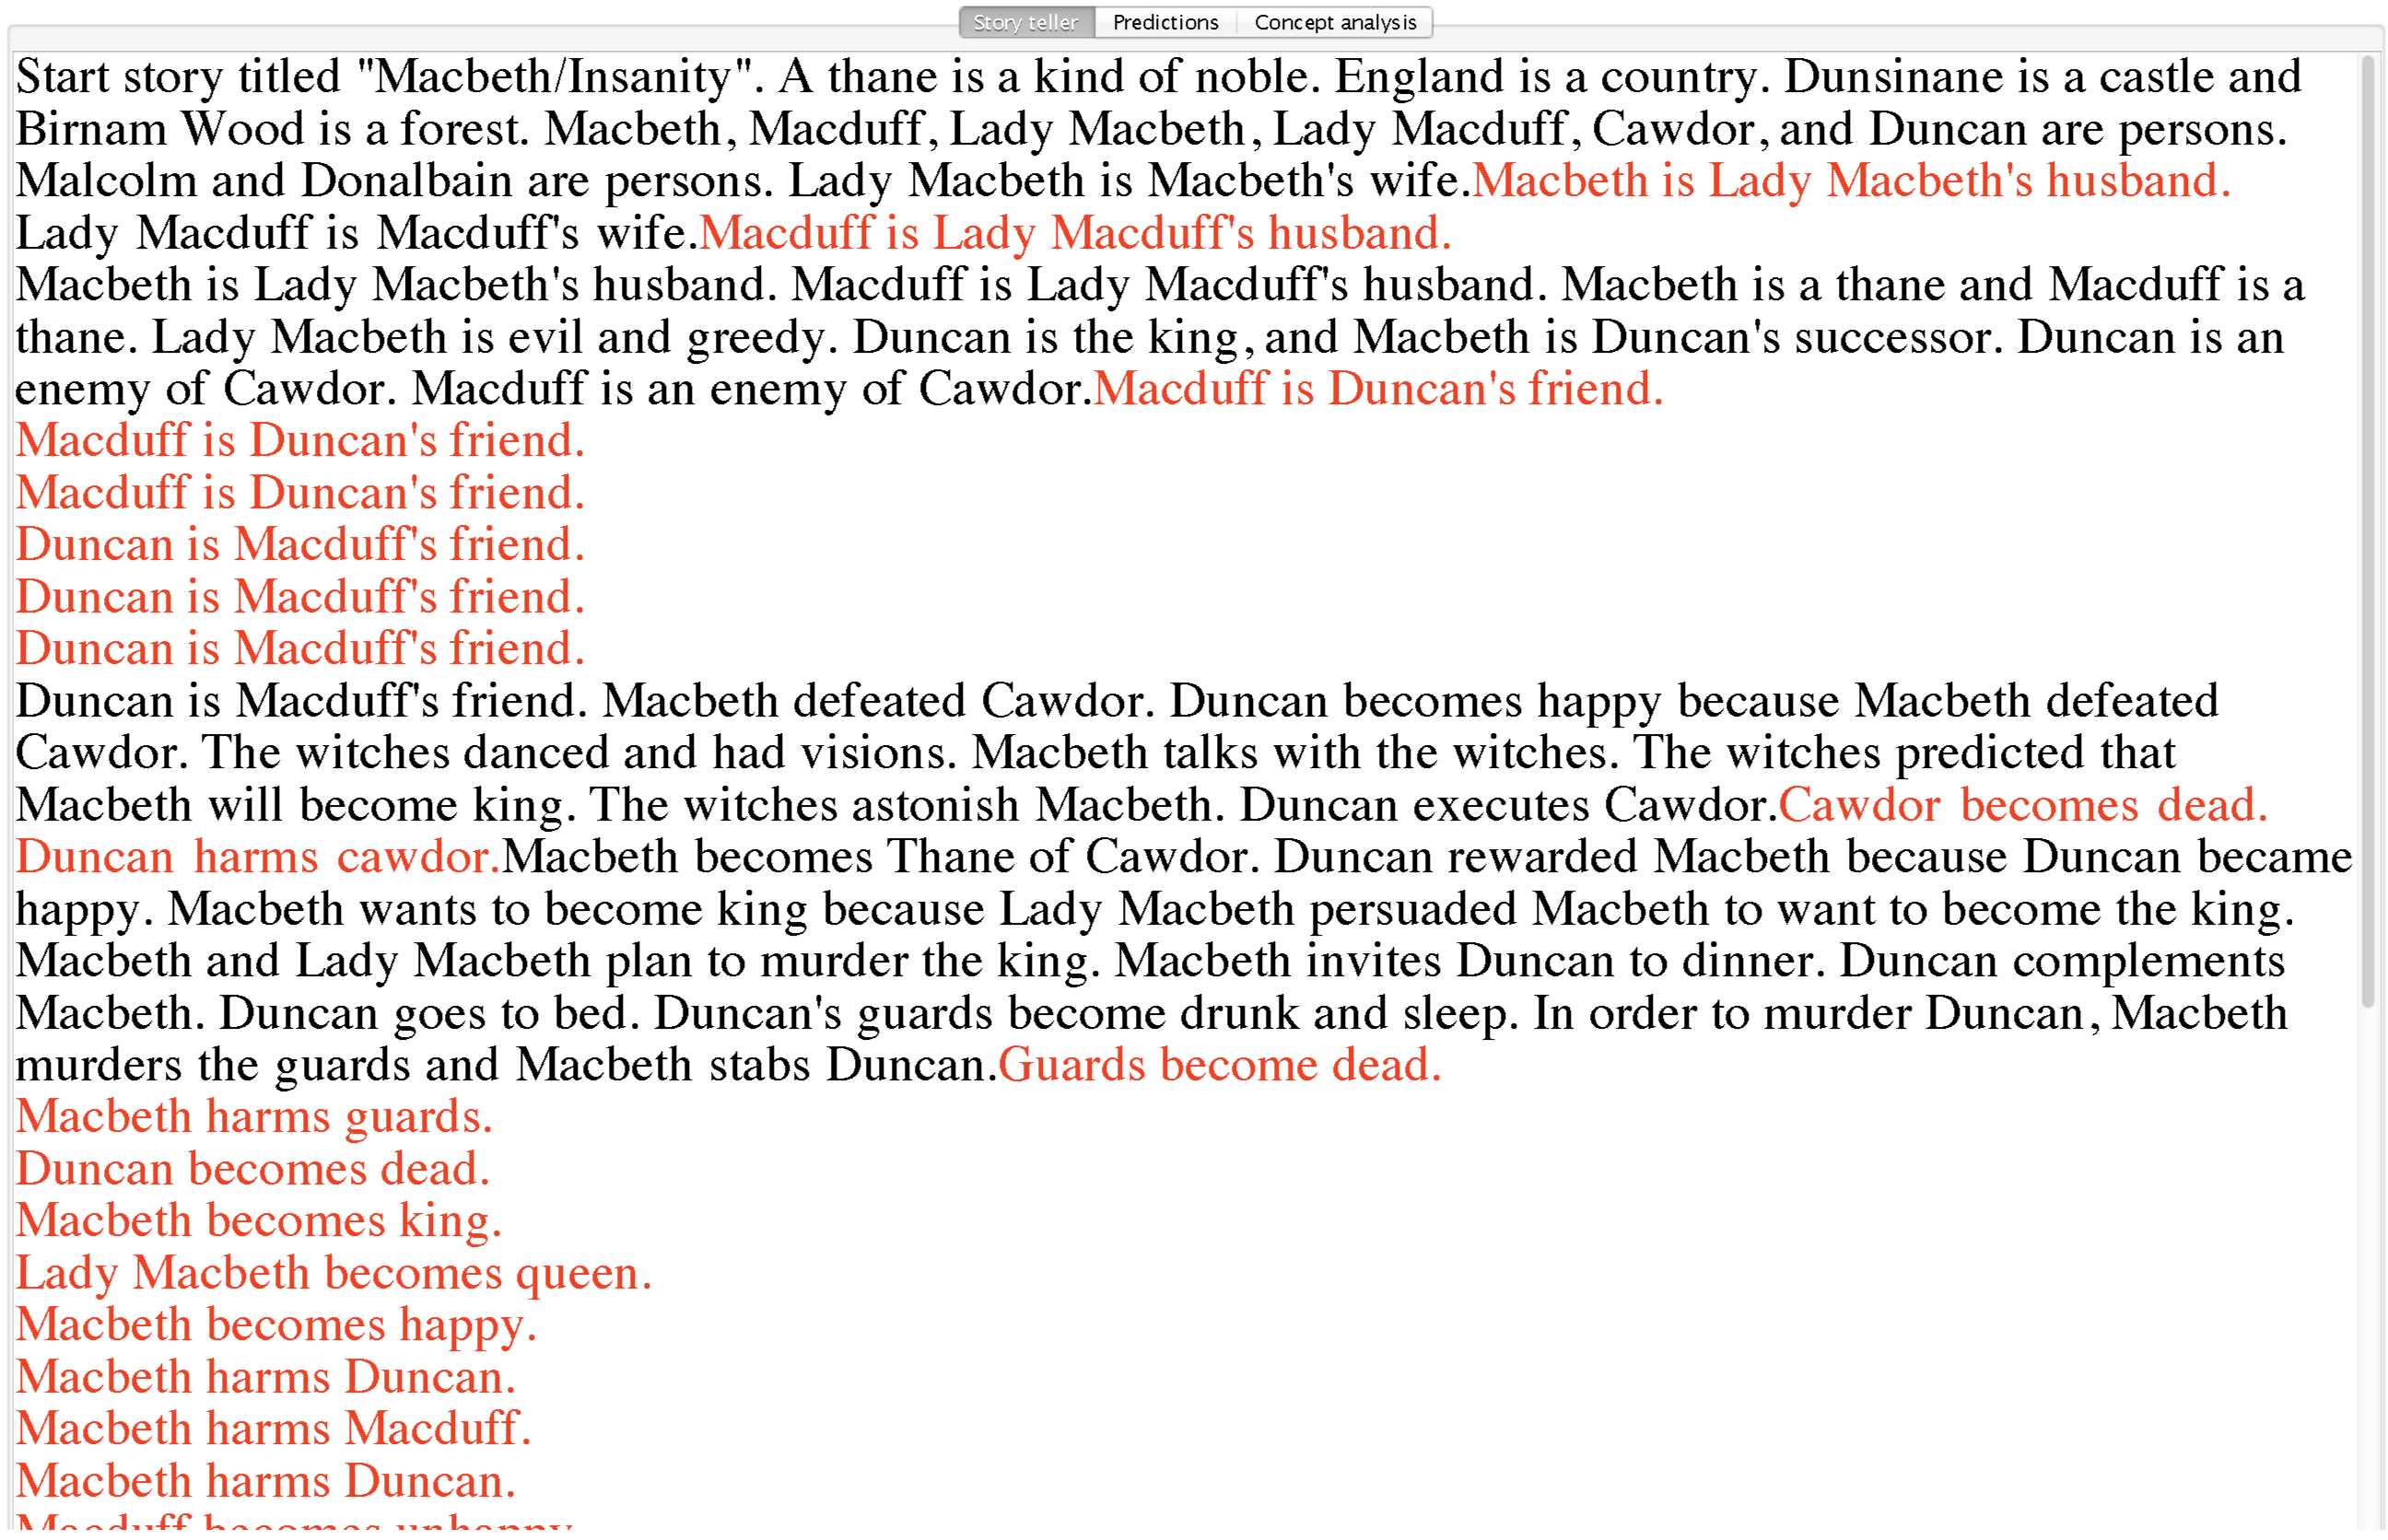 Story teller Predictions Concept analysis
Start story titled "Macbeth/Insanity". A thane is a kind of noble. England is a country. Dunsinane is a castle and
Birnam Wood is a forest. Macbeth, Macduff, Lady Macbeth, Lady Macduff, Cawdor, and Duncan are persons.
Malcolm and Donalbain are persons. Lady Macbeth is Macbeth's wife.Macbeth is Lady Macbeth's husband.
Lady Macduff is Macduff's wife.Macduff is Lady Macduff's husband.
Macbeth is Lady Macbeth's husband. Macduff is Lady Macduff's husband. Macbeth is a thane and Macduff is a
thane. Lady Macbeth is evil and greedy. Duncan is the king, and Macbeth is Duncan's successor. Duncan is an
enemy of Cawdor. Macduff is an enemy of Cawdor.Macduff is Duncan's friend.
Macduff is Duncan's friend.
Macduff is Duncan's friend.
Duncan is Macduff's friend.
Duncan is Macduff's friend.
Duncan is Macduff's friend.
Duncan is Macduff's friend. Macbeth defeated Cawdor. Duncan becomes happy because Macbeth defeated
Cawdor. The witches danced and had visions. Macbeth talks with the witches. The witches predicted that
Macbeth will become king. The witches astonish Macbeth. Duncan executes Cawdor.Cawdor becomes dead.
Duncan harms cawdor.Macbeth becomes Thane of Cawdor. Duncan rewarded Macbeth because Duncan became
happy. Macbeth wants to become king because Lady Macbeth persuaded Macbeth to want to become the king.
Macbeth and Lady Macbeth plan to murder the king. Macbeth invites Duncan to dinner. Duncan complements
Macbeth. Duncan goes to bed. Duncan's guards become drunk and sleep. In order to murder Duncan, Macbeth
murders the guards and Macbeth stabs Duncan.Guards become dead.
Macbeth harms guards.
Duncan becomes dead.
Macbeth becomes king.
Lady Macbeth becomes queen.
Macbeth becomes happy.
Macbeth harms Duncan.
Macbeth harms Macduff.
Macbeth harms Duncan.
Macduff becomes unhappy